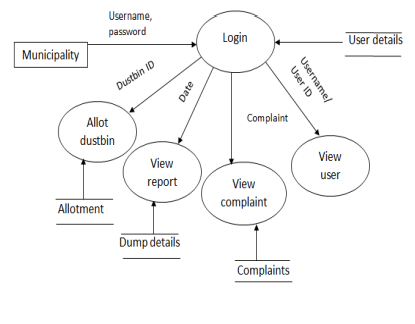 Username,
password
Login
User details
Municipality
Dustbin ID
Date
Username/
User ID
Complaint
Allot
dustbin
View
report
View
complaint
View
user
Allotment
Dump details
Complaints